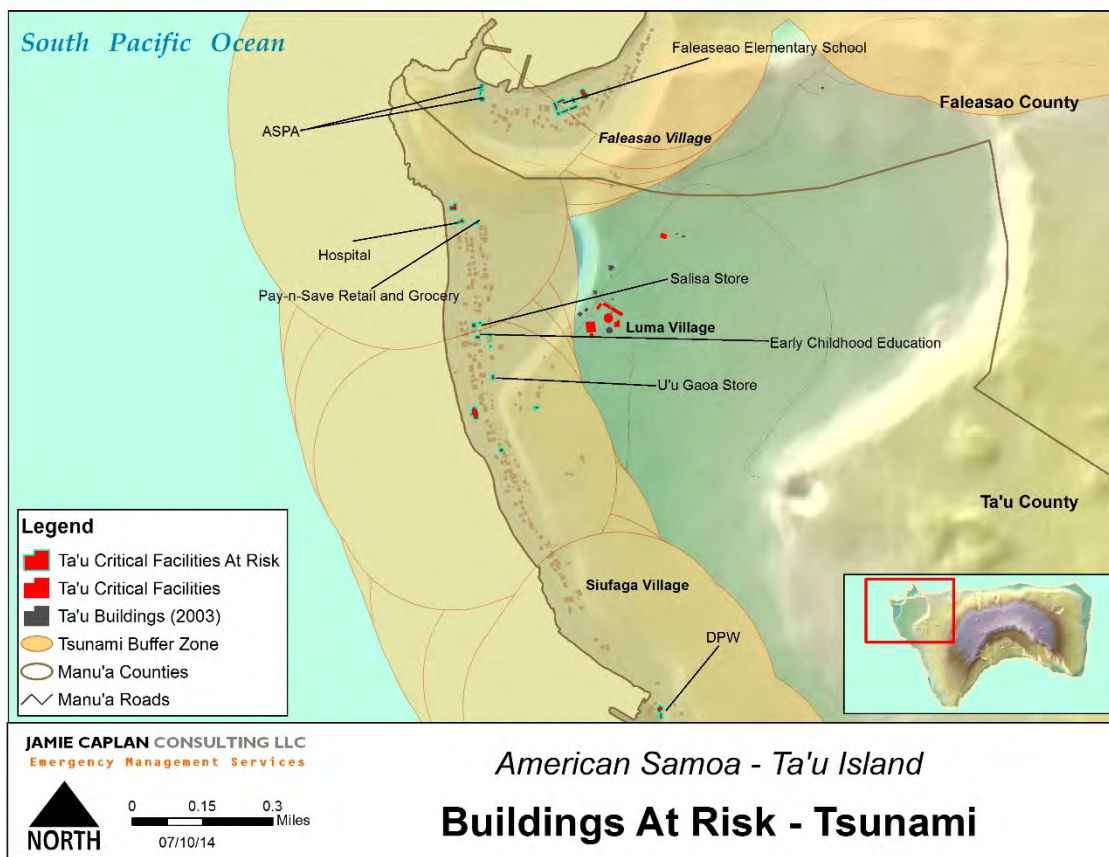 South Pacific Ocean
Faleaseao Elementary School
Faleasao County
ASPA
Faleasao Village
Hospital
Pay-n-Save Retail and Grocery
Salisa Store
Luma Village
Early Childhood Education
U'u Gaoa Store
Ta'u County
Siufaga Village
DPW
Legend
Ta'u Critical Facilities At Risk
Ta'u Critical Facilities
Ta'u Buildings (2003)
Tsunami Buffer Zone
Manu'a Counties
Manu'a Roads
JAMIE CAPLAN CONSULTING LLC
Emergency Management Services
NORTH
0 0.15 0.3
Miles
07/10/14
American Samoa - Ta'u Island
Buildings At Risk - Tsunami